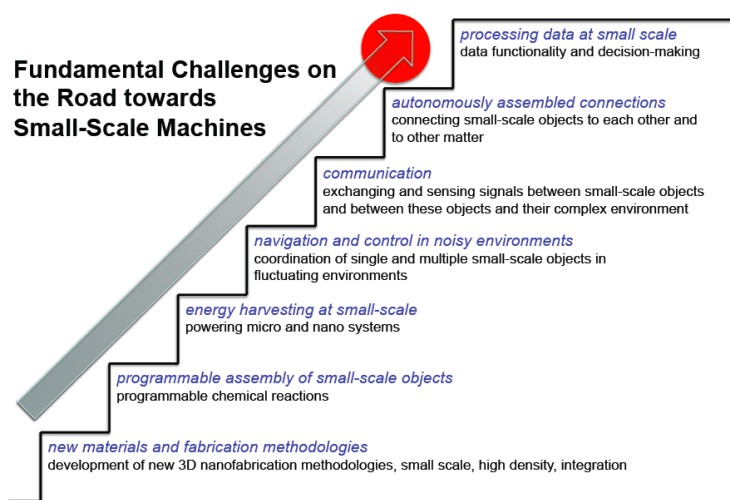 Fundamental Challenges on
the Road towards
Small-Scale Machines
processing data at small scale
data functionality and decision-making
autonomously assembled connections
connecting small-scale objects to each other and
to other matter
communication
exchanging and sensing signals between small-scale objects
and between these objects and their complex environment
navigation and control in noisy environments
coordination of single and multiple small-scale objects in
fluctuating environments
energy harvesting at small-scale
powering micro and nano systems
programmable assembly of small-scale objects
programmable chemical reactions
new materials and fabrication methodologies
development of new 3D nanofabrication methodologies, small scale, high density, integration